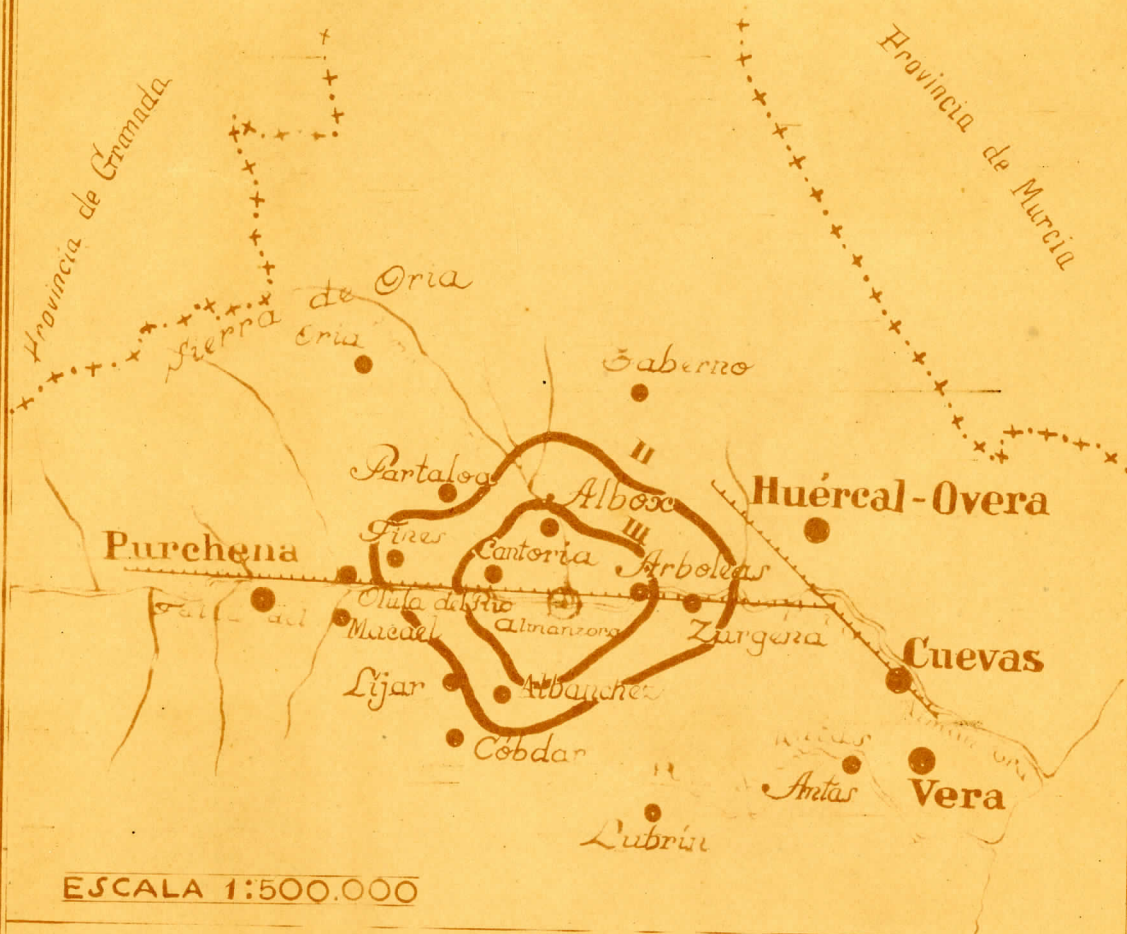 Provincia de Granada
Provincia de Murcia
Sierra de Oria
Oria
Taberno
II
Partaloa
Albox
Huércal-Overa
III
Fines
Purchena
Cantoria
Arboleas
Olula del Rio
Almanzora
Macael
Zurgena
Cuevas
Lijar
Albanchez
Cóbdar
Antas
Vera
Lubrín
ESCALA 1:500.000